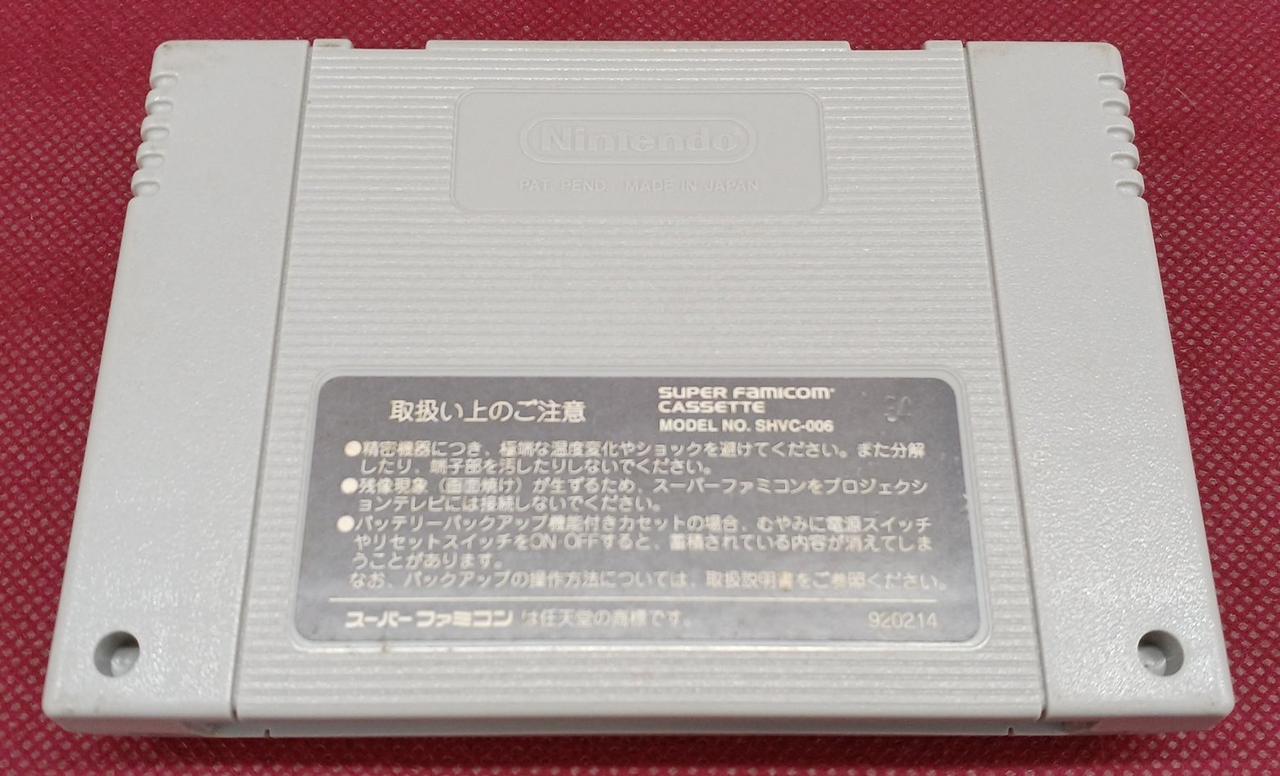 Nintendo
PAT. PEND. MADE IN JAPAN
取扱い上のご注意
SUPER FAMICOM
CASSETTE
MODEL NO. SHVC-006
●精密機器につき、極端な温度変化やショックを避けてください。また分解
したり、端子部を汚したりしないでください。
●残像現象（画面焼け）が生ずるため、スーパーファミコンをプロジェクシ
ョンテレビには接続しないでください。
●バッテリーバックアップ機能付きカセットの場合、むやみに電源スイッチ
やリセットスイッチをON OFFすると、蓄積されている内容が消えてしま
うことがあります。
なお、バックアップの操作方法については、取扱説明書をご参照ください。
スーパーファミコンは任天堂の商標です。
920214